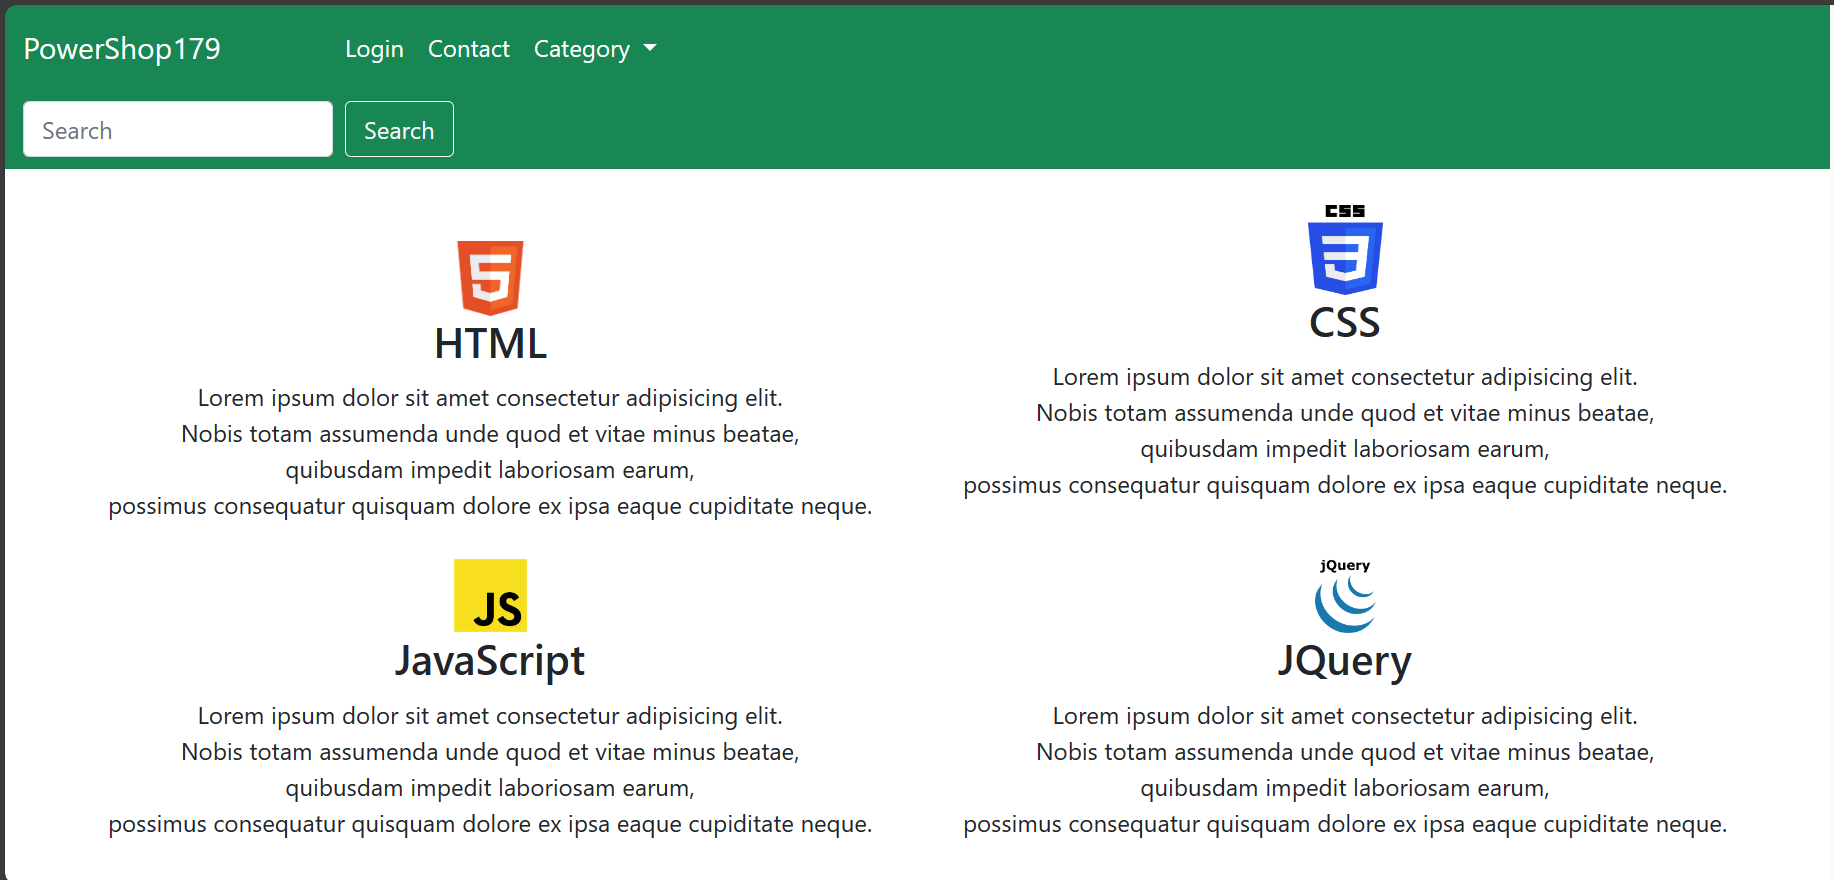 PowerShop179
Login Contact Category
Search
Search
HTML
Lorem ipsum dolor sit amet consectetur adipisicing elit.
Nobis totam assumenda unde quod et vitae minus beatae,
quibusdam impedit laboriosam earum,
possimus consequatur quisquam dolore ex ipsa eaque cupiditate neque.
CSS
CSS
Lorem ipsum dolor sit amet consectetur adipisicing elit.
Nobis totam assumenda unde quod et vitae minus beatae,
quibusdam impedit laboriosam earum,
possimus consequatur quisquam dolore ex ipsa eaque cupiditate neque.
JS
JavaScript
Lorem ipsum dolor sit amet consectetur adipisicing elit.
Nobis totam assumenda unde quod et vitae minus beatae,
quibusdam impedit laboriosam earum,
possimus consequatur quisquam dolore ex ipsa eaque cupiditate neque.
jQuery
JQuery
Lorem ipsum dolor sit amet consectetur adipisicing elit.
Nobis totam assumenda unde quod et vitae minus beatae,
quibusdam impedit laboriosam earum,
possimus consequatur quisquam dolore ex ipsa eaque cupiditate neque.